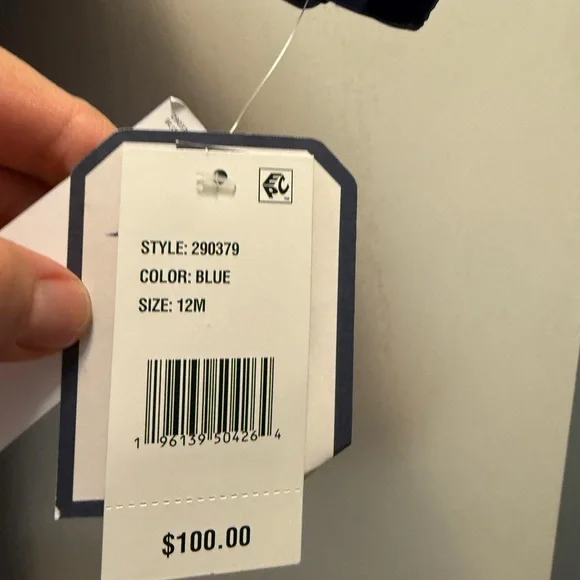 STYLE: 290379
COLOR: BLUE
SIZE: 12M
1 96139 50426 4
$100.00